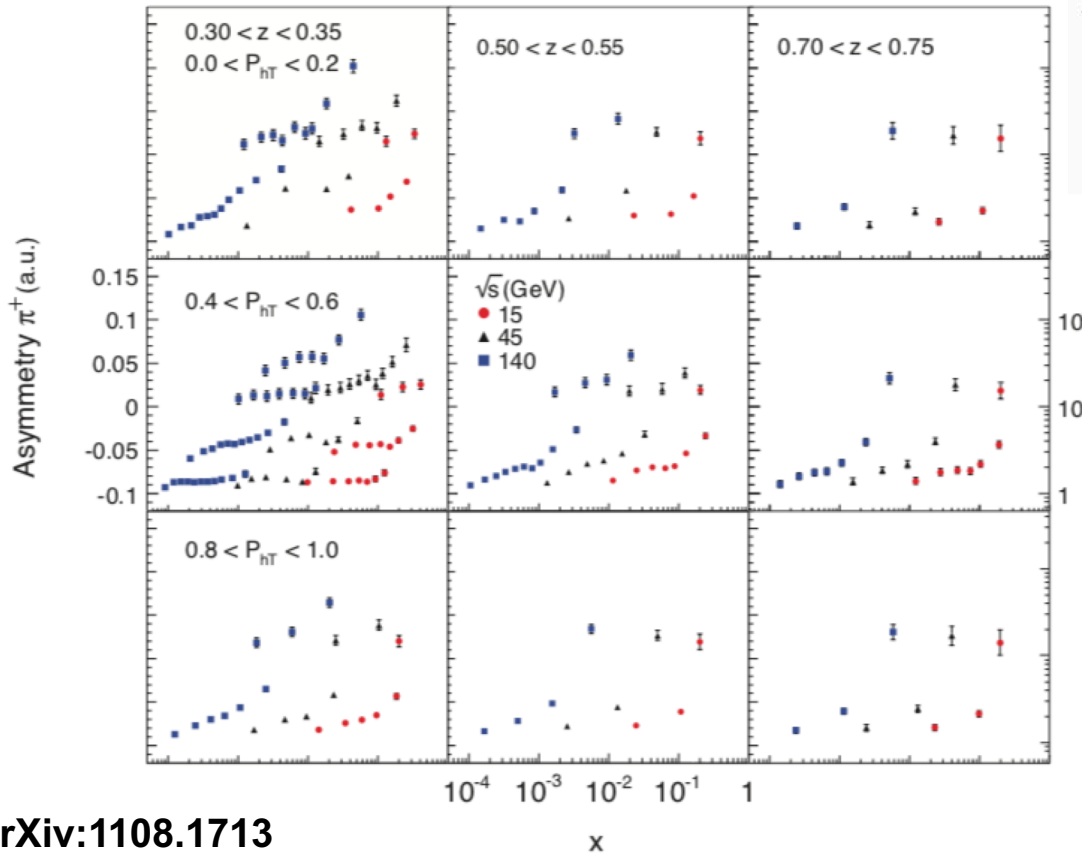 0.30 < z < 0.35
0.0 < P_hT < 0.2
0.50 < z < 0.55
0.70 < z < 0.75
Asymmetry π⁺ (a.u.)
0.15
0.1
0.05
0
-0.05
-0.1
0.4 < P_hT < 0.6
√s (GeV)
15
45
140
10
10
1
0.8 < P_hT < 1.0
10⁻⁴ 10⁻³ 10⁻² 10⁻¹ 1
x
rXiv:1108.1713